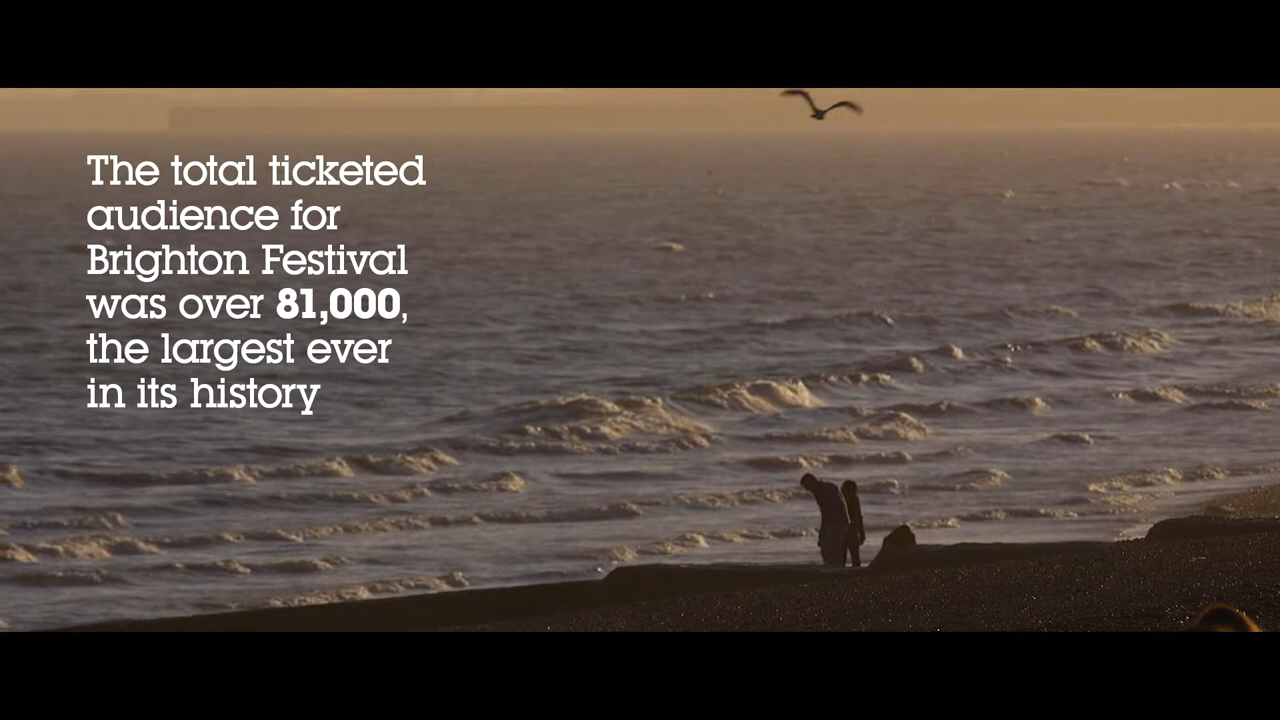 The total ticketed
audience for
Brighton Festival
was over 81,000,
the largest ever
in its history